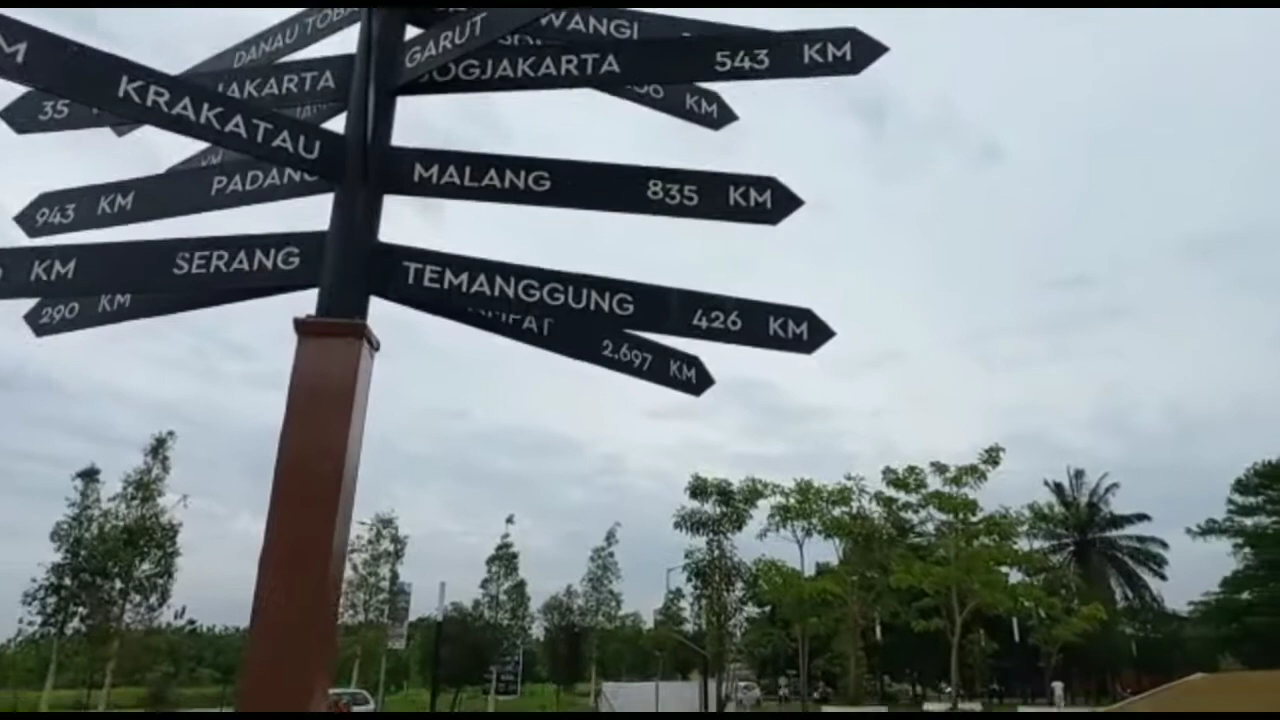 DANAU TOBA
GARUT
WANGI
JAKARTA
35
YOGJAKARTA 543 KM
KM
M
KRAKATAU
943 KM PADANG
MALANG 835 KM
KM SERANG
290 KM
TEMANGGUNG 426 KM
2.697 KM